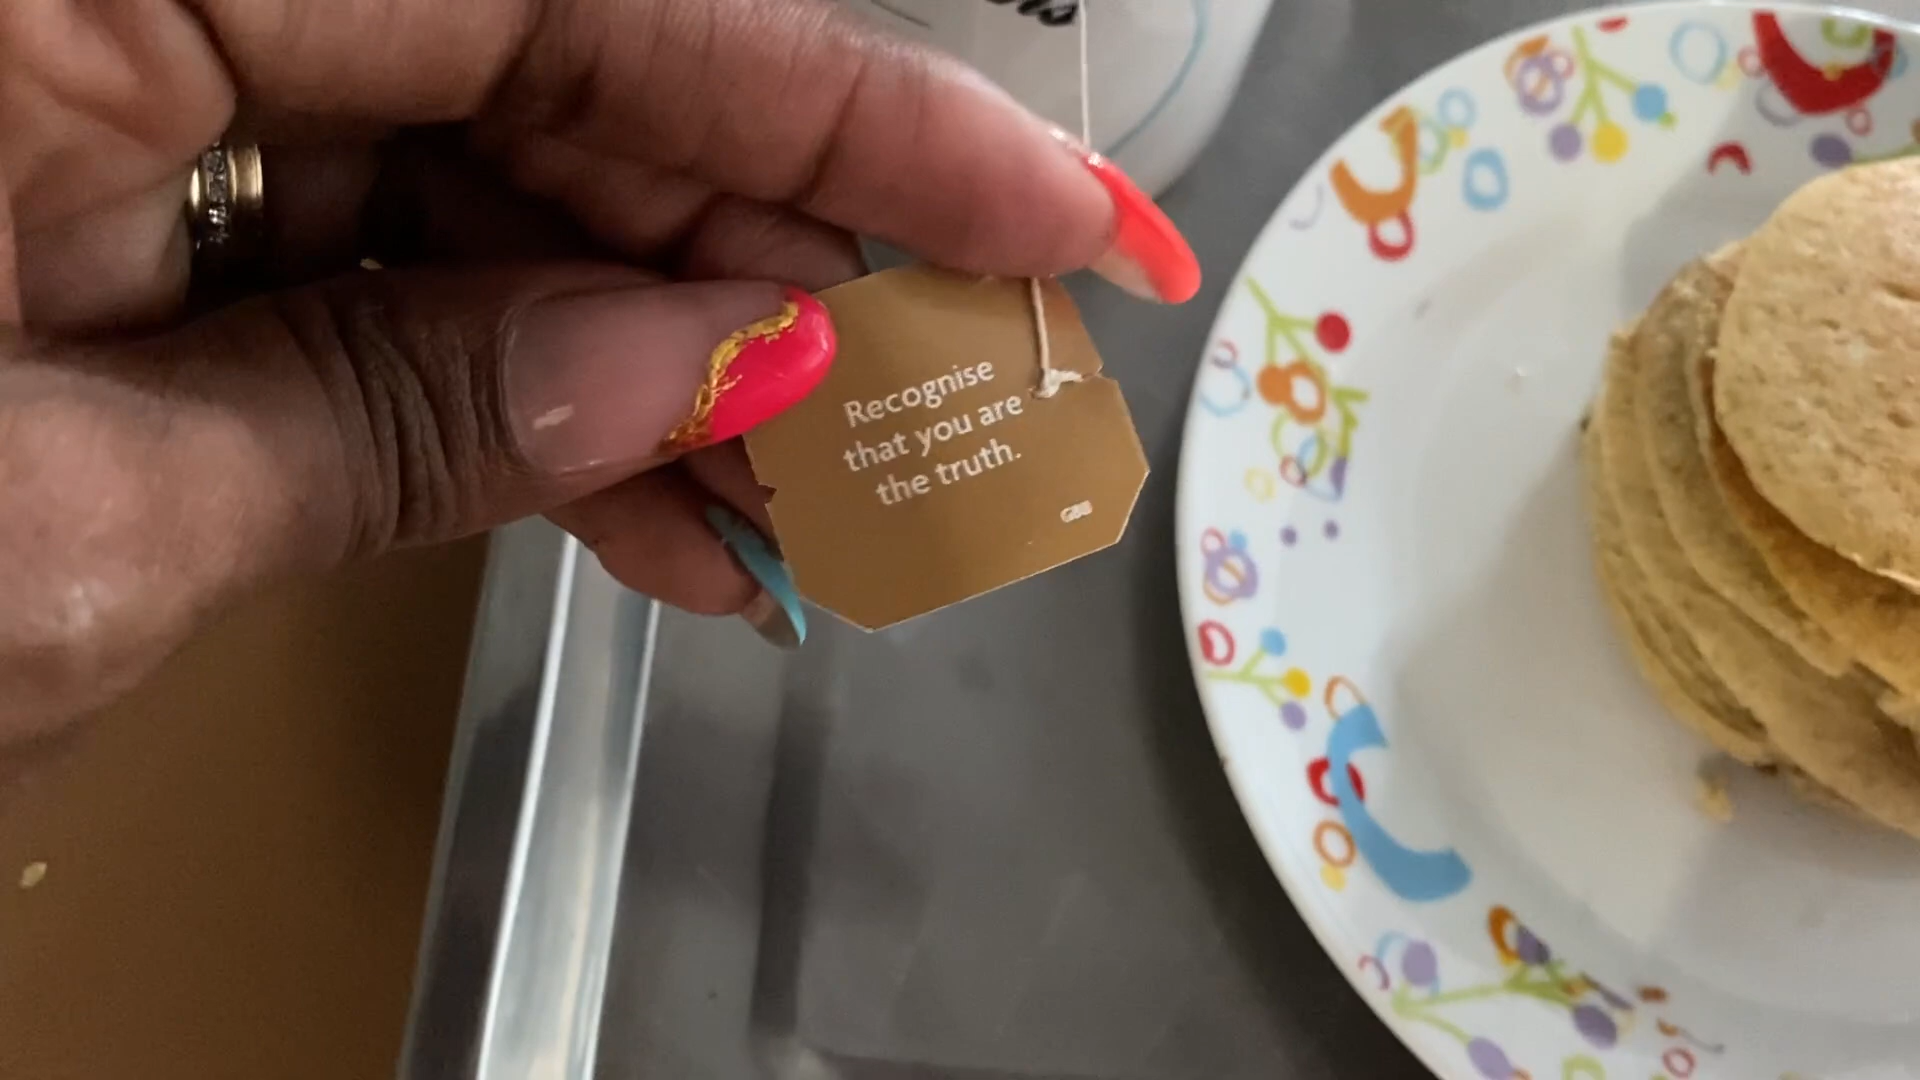 Recognise
that you are
the truth.